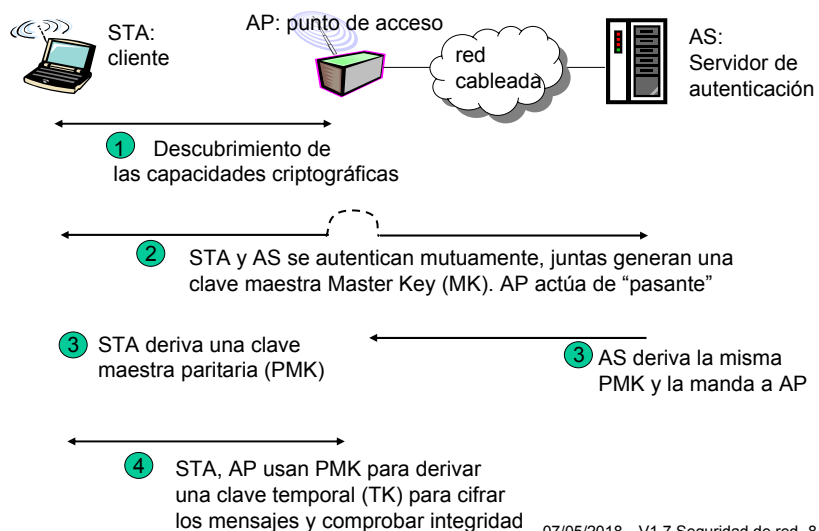 STA:
cliente
AP: punto de acceso
red
cableada
AS:
Servidor de
autenticación
1 Descubrimiento de
las capacidades criptográficas
2 STA y AS se autentican mutuamente, juntas generan una
clave maestra Master Key (MK). AP actúa de “pasante”
3 STA deriva una clave
maestra paritaria (PMK)
3 AS deriva la misma
PMK y la manda a AP
4 STA, AP usan PMK para derivar
una clave temporal (TK) para cifrar
los mensajes y comprobar integridad
07/05/2018 V1.7 Seguridad de red 8